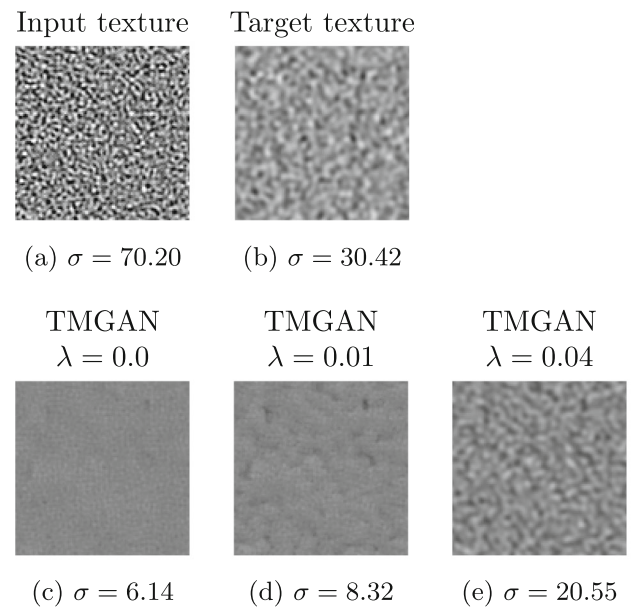 Input texture Target texture
(a) σ = 70.20 (b) σ = 30.42
TMGAN TMGAN TMGAN
λ = 0.0 λ = 0.01 λ = 0.04
(c) σ = 6.14 (d) σ = 8.32 (e) σ = 20.55